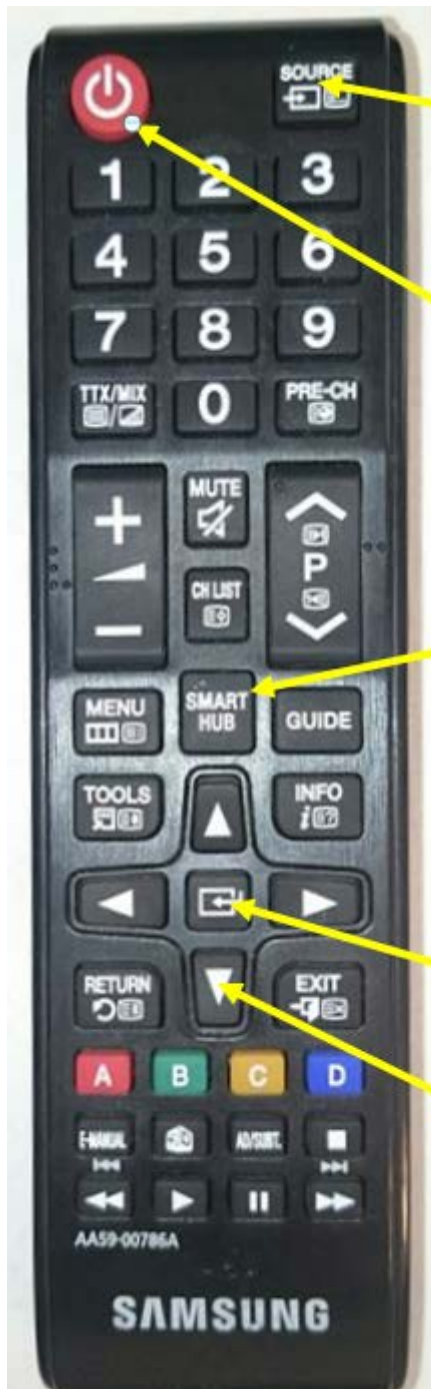 SOURCE
1 2 3
4 5 6
7 8 9
TTX/MIX 0 PRE-CH
MUTE
P
CH LIST
MENU SMART HUB GUIDE
TOOLS INFO
RETURN EXIT
A B C D
E-MANUAL AD/SUBT.
AA59-00786A
SAMSUNG